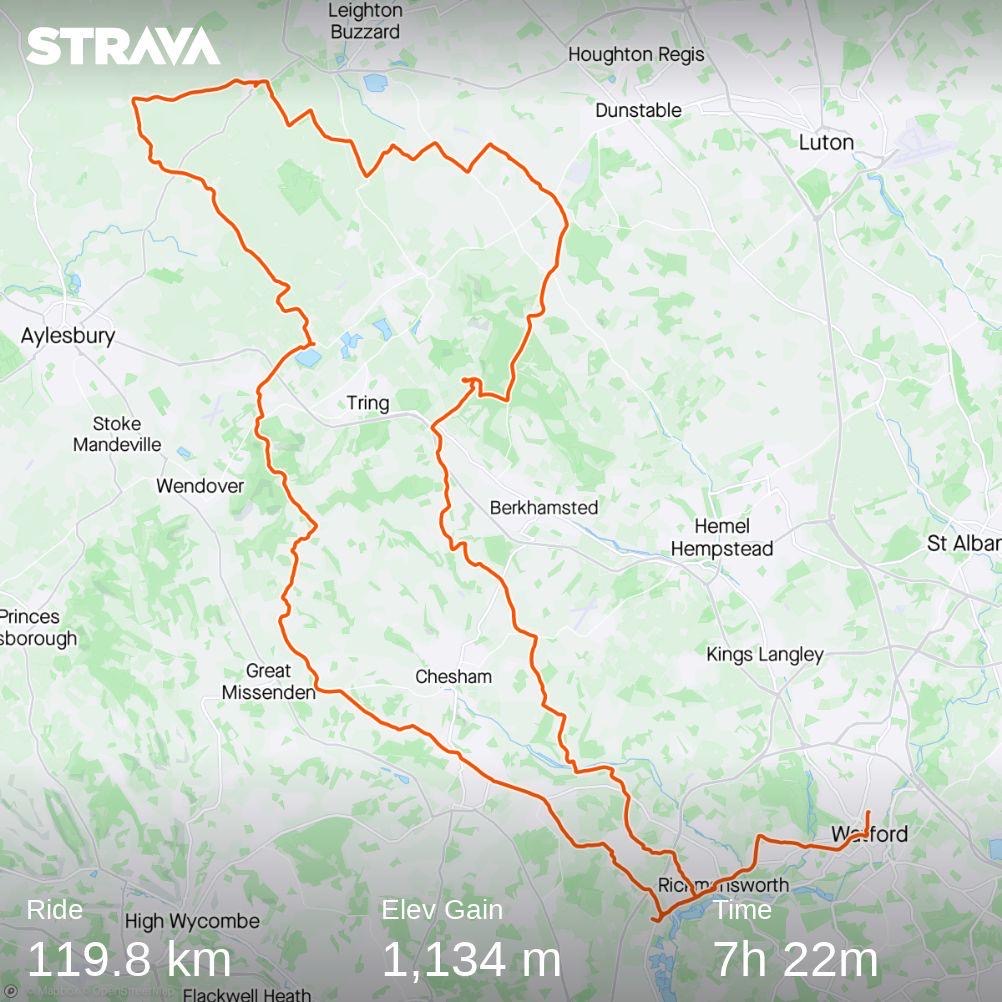 Leighton
Buzzard
STRAVA
Houghton Regis
Dunstable
Luton
Aylesbury
Tring
Stoke
Mandeville
Wendover
Berkhamsted
Hemel
Hempstead
St Alban
Princes
sborough
Kings Langley
Great
Missenden
Chesham
Watford
Rickmansworth
Ride
Elev Gain
Time
High Wycombe
119.8 km
1,134 m
7h 22m
© Mapbox © OpenStreetMap
Flackwell Heath